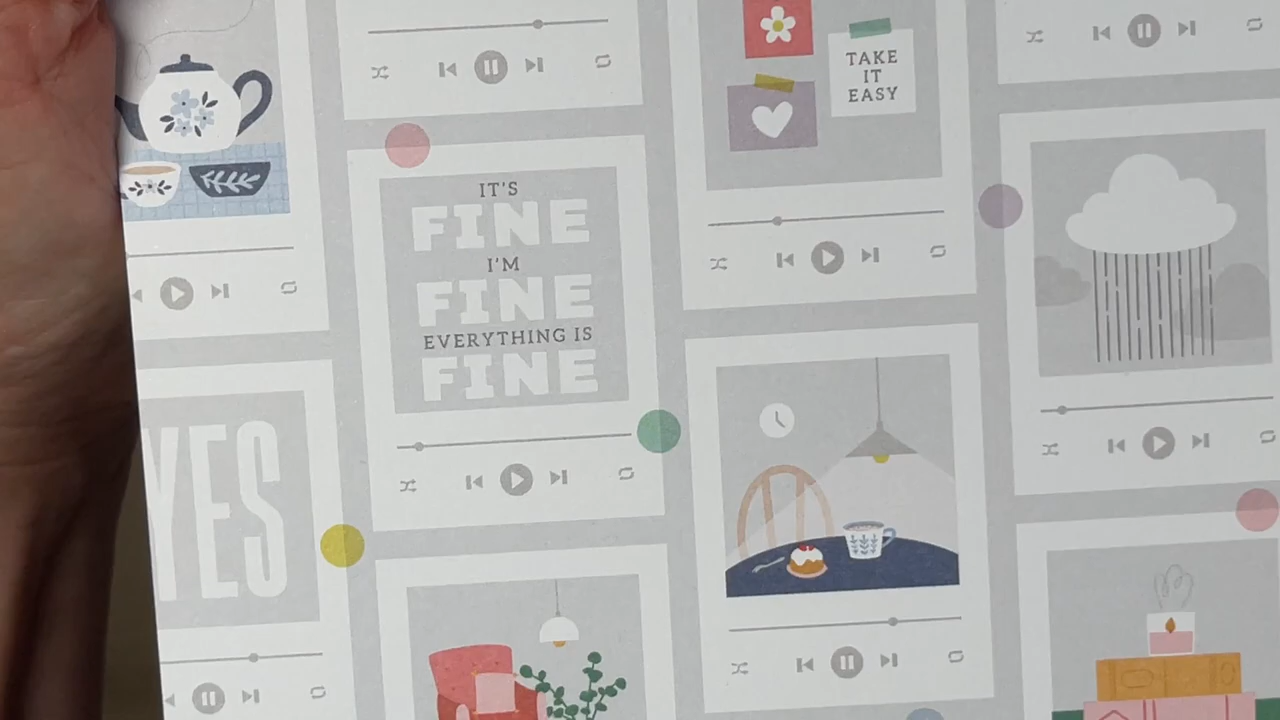 TAKE
IT
EASY
IT'S
FINE
I'M
FINE
EVERYTHING IS
FINE
YES